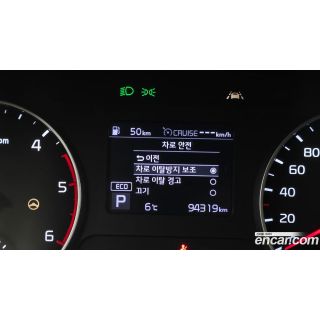 50km CRUISE ---km/h
차로 안전
이전
차로 이탈방지 보조
차로 이탈 경고
끄기
ECO
P
6℃ 94319km
4
5
6
80
60
40
20
encar.com